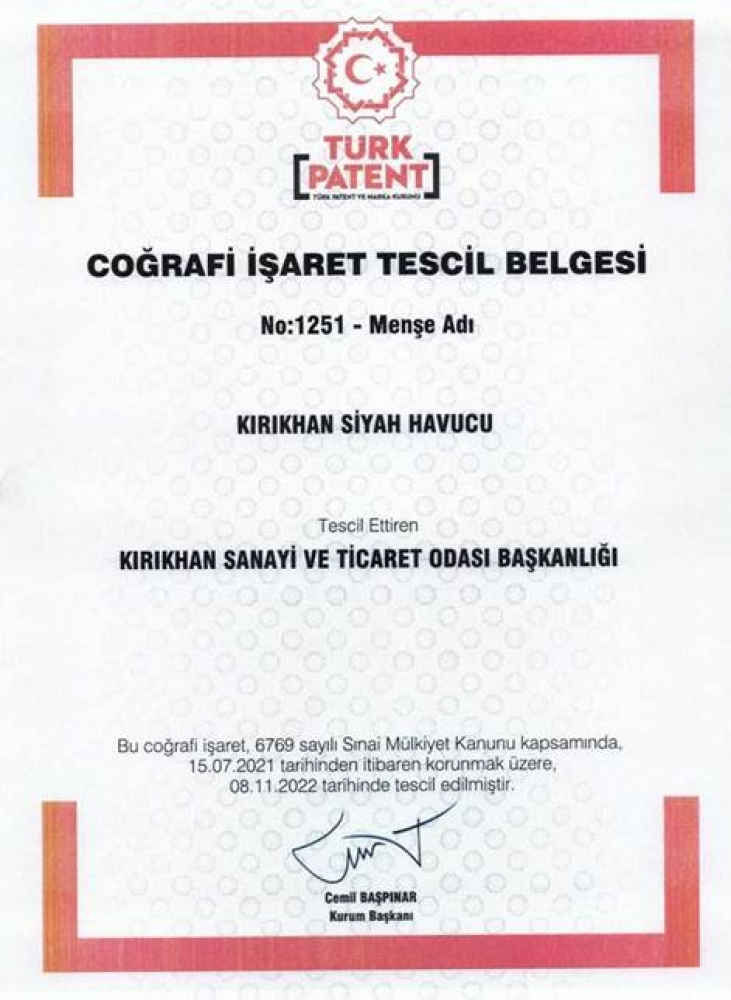 TÜRK
PATENT
TÜRK PATENT VE MARKA KURUMU
COĞRAFİ İŞARET TESCİL BELGESİ
No:1251 - Menşe Adı
KIRIKHAN SİYAH HAVUCU
Tescil Ettiren
KIRIKHAN SANAYİ VE TİCARET ODASI BAŞKANLIĞI
Bu coğrafi işaret, 6769 sayılı Sınai Mülkiyet Kanunu kapsamında,
15.07.2021 tarihinden itibaren korunmak üzere,
08.11.2022 tarihinde tescil edilmiştir.
Cemil BAŞPINAR
Kurum Başkanı